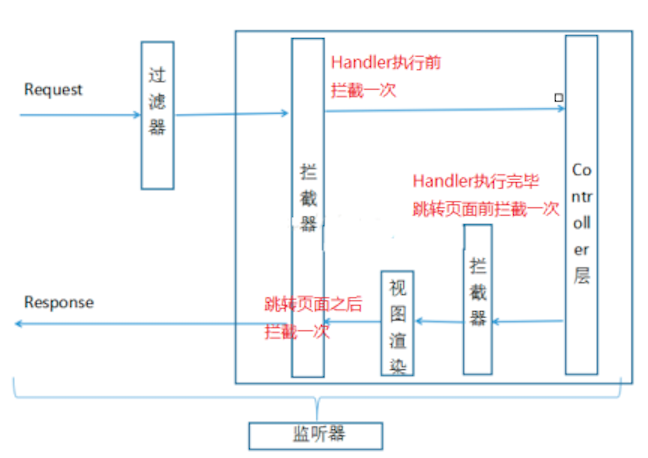 Request
过滤器
拦截器
Handler执行前
拦截一次
Handler执行完毕
跳转页面前拦截一次
Controller层
拦截器
视图渲染
跳转页面之后
拦截一次
Response
监听器